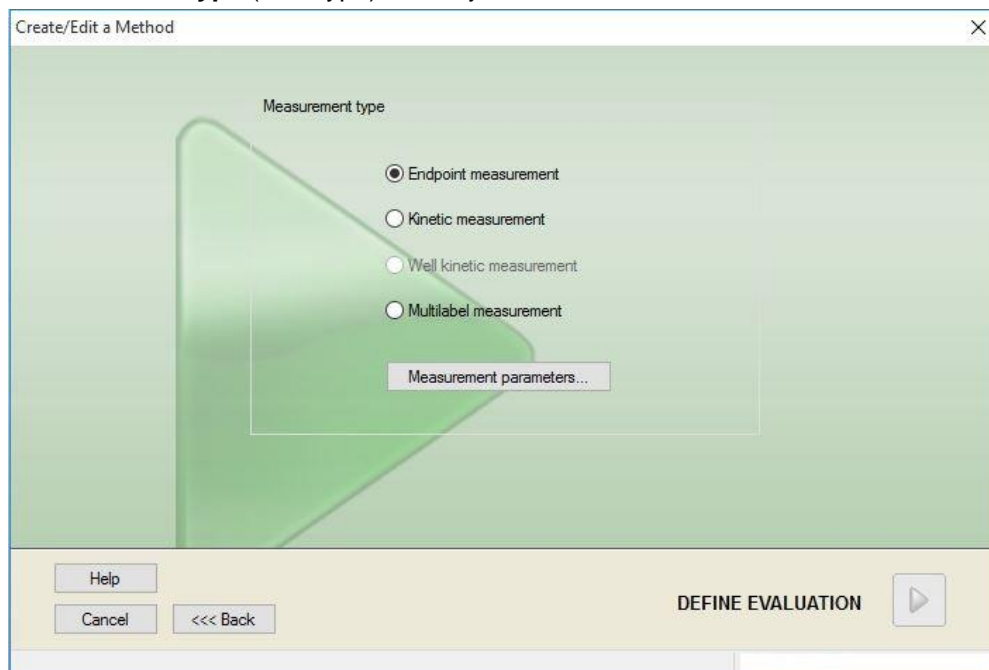 Create/Edit a Method
Measurement type
Endpoint measurement
Kinetic measurement
Well kinetic measurement
Multilabel measurement
Measurement parameters...
Help
Cancel
<<< Back
DEFINE EVALUATION